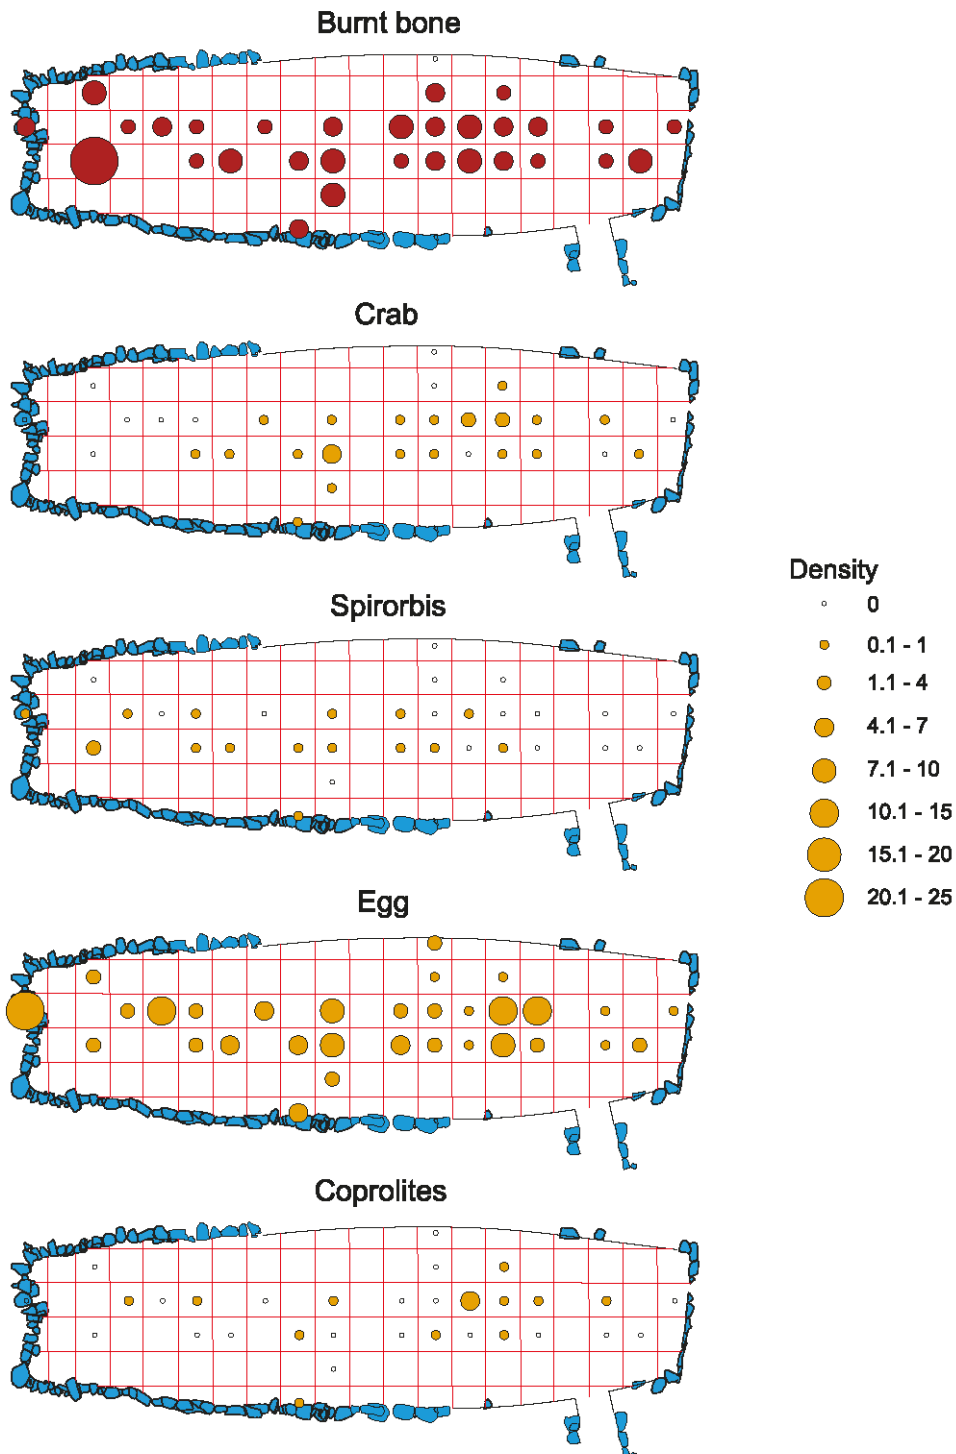 Burnt bone
Crab
Spirorbis
Density
0
0.1 - 1
1.1 - 4
4.1 - 7
7.1 - 10
10.1 - 15
15.1 - 20
20.1 - 25
Egg
Coprolites